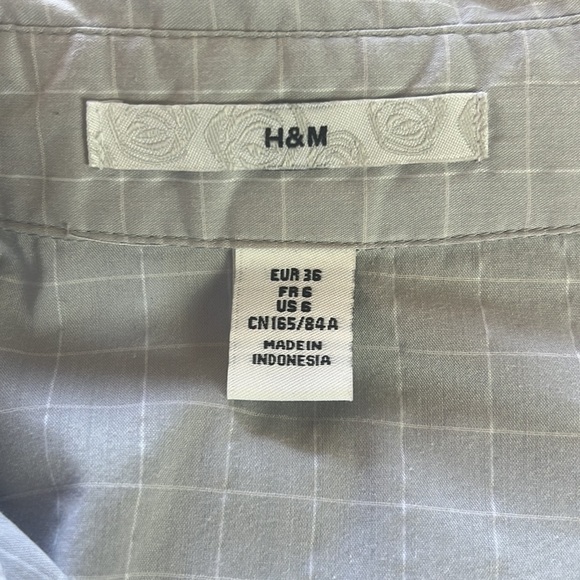 H&M
EUR 36
FR 6
US 6
CN165/84A
MADE IN
INDONESIA